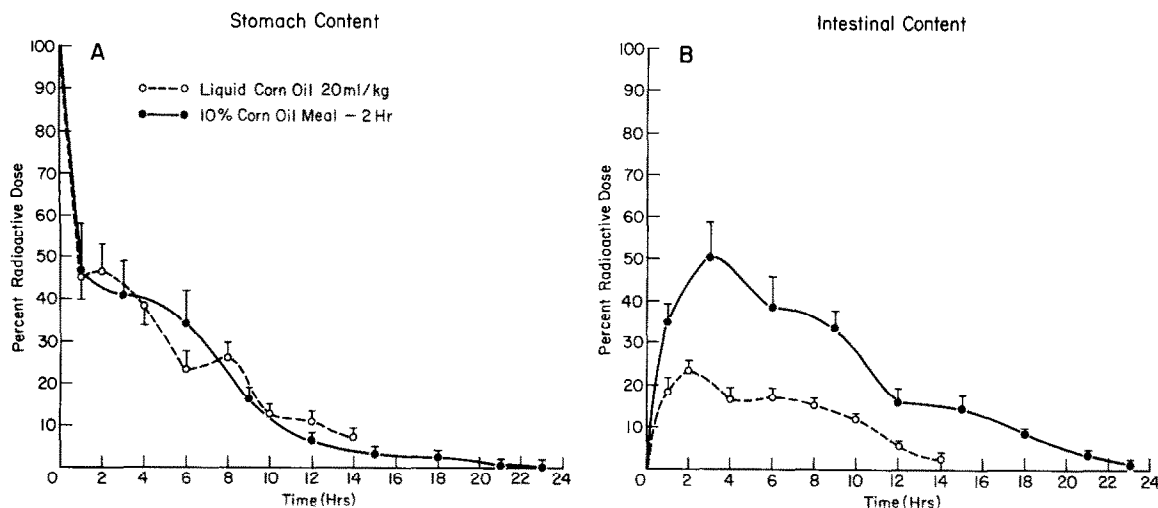 Stomach Content
A
Liquid Corn Oil 20ml/kg
10% Corn Oil Meal - 2 Hr
Percent Radioactive Dose
100
90
80
70
60
50
40
30
20
10
0 2 4 6 8 10 12 14 16 18 20 22 24
Time (Hrs)
Intestinal Content
B
Percent Radioactive Dose
100
90
80
70
60
50
40
30
20
10
0 2 4 6 8 10 12 14 16 18 20 22 24
Time (Hrs)